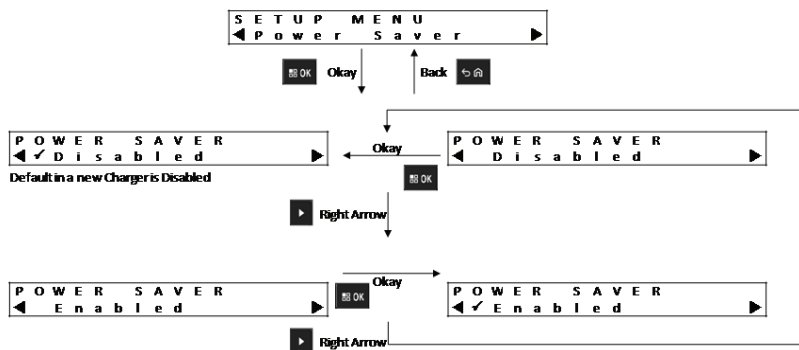 SETUP MENU
◀ Power Saver ▶
OK Okay Back
POWER SAVER
◀ ✓ Disabled ▶
Okay
OK
POWER SAVER
◀ Disabled ▶
Default in a new Charger is Disabled
Right Arrow
POWER SAVER
◀ Enabled ▶
OK
Okay
POWER SAVER
◀ ✓ Enabled ▶
Right Arrow